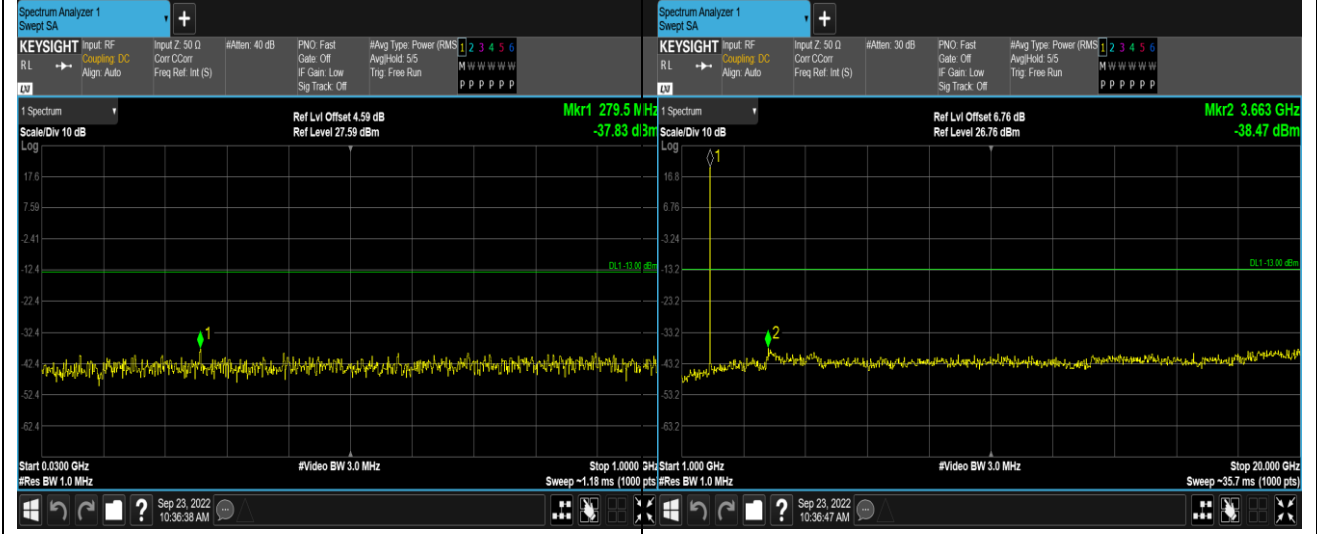 Spectrum Analyzer 1
Swept SA
+
KEYSIGHT
RL
LXI
Input: RF
Coupling: DC
Align: Auto
Input Z: 50 Ω
Corr CCorr
Freq Ref: Int (S)
#Atten: 40 dB
PNO: Fast
Gate: Off
IF Gain: Low
Sig Track: Off
#Avg Type: Power (RMS
Avg|Hold: 5/5
Trig: Free Run
1 2 3 4 5 6
M W W W W W
P P P P P P
1 Spectrum
Scale/Div 10 dB
Log
Ref Lvl Offset 4.59 dB
Ref Level 27.59 dBm
Mkr1 279.5 MHz
-37.83 dBm
17.6
7.59
-2.41
-12.4
-22.4
-32.4
-42.4
-52.4
-62.4
DL1 -13.00 dBm
1
Start 0.0300 GHz
#Res BW 1.0 MHz
#Video BW 3.0 MHz
Stop 1.0000 GHz
Sweep ~1.18 ms (1000 pts
?
Sep 23, 2022
10:36:38 AM
Spectrum Analyzer 1
Swept SA
+
KEYSIGHT
RL
LXI
Input: RF
Coupling: DC
Align: Auto
Input Z: 50 Ω
Corr CCorr
Freq Ref: Int (S)
#Atten: 30 dB
PNO: Fast
Gate: Off
IF Gain: Low
Sig Track: Off
#Avg Type: Power (RMS
Avg|Hold: 5/5
Trig: Free Run
1 2 3 4 5 6
M W W W W W
P P P P P P
1 Spectrum
Scale/Div 10 dB
Log
Ref Lvl Offset 6.76 dB
Ref Level 26.76 dBm
Mkr2 3.663 GHz
-38.47 dBm
16.8
6.76
-3.24
-13.2
-23.2
-33.2
-43.2
-53.2
-63.2
DL1 -13.00 dBm
1
2
Start 1.000 GHz
#Res BW 1.0 MHz
#Video BW 3.0 MHz
Stop 20.000 GHz
Sweep ~35.7 ms (1000 pts)
?
Sep 23, 2022
10:36:47 AM